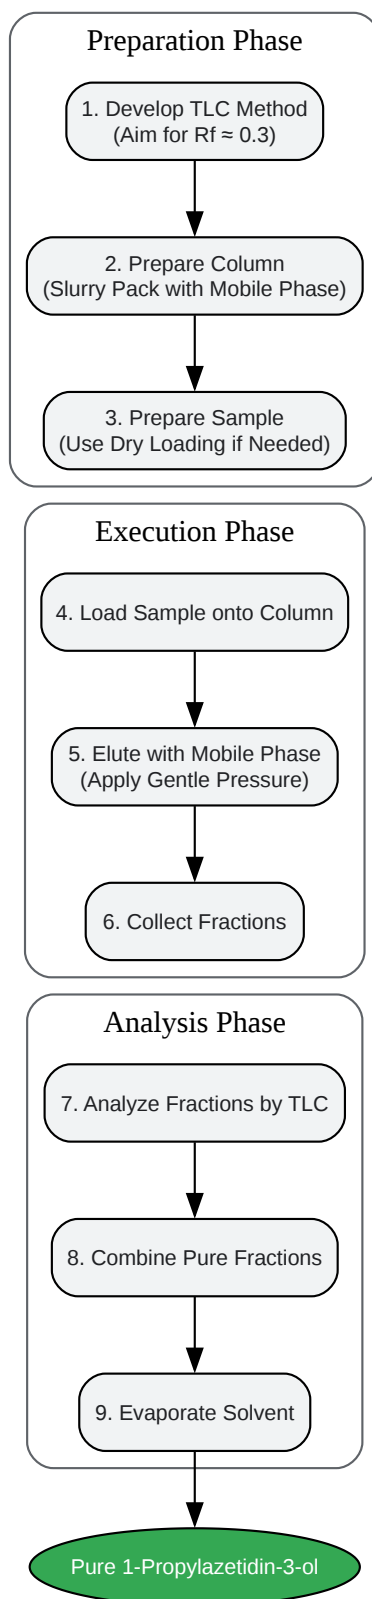 Preparation Phase
1. Develop TLC Method
(Aim for Rf ≈ 0.3)
2. Prepare Column
(Slurry Pack with Mobile Phase)
3. Prepare Sample
(Use Dry Loading if Needed)
Execution Phase
4. Load Sample onto Column
5. Elute with Mobile Phase
(Apply Gentle Pressure)
6. Collect Fractions
Analysis Phase
7. Analyze Fractions by TLC
8. Combine Pure Fractions
9. Evaporate Solvent
Pure 1-Propylazetidin-3-ol